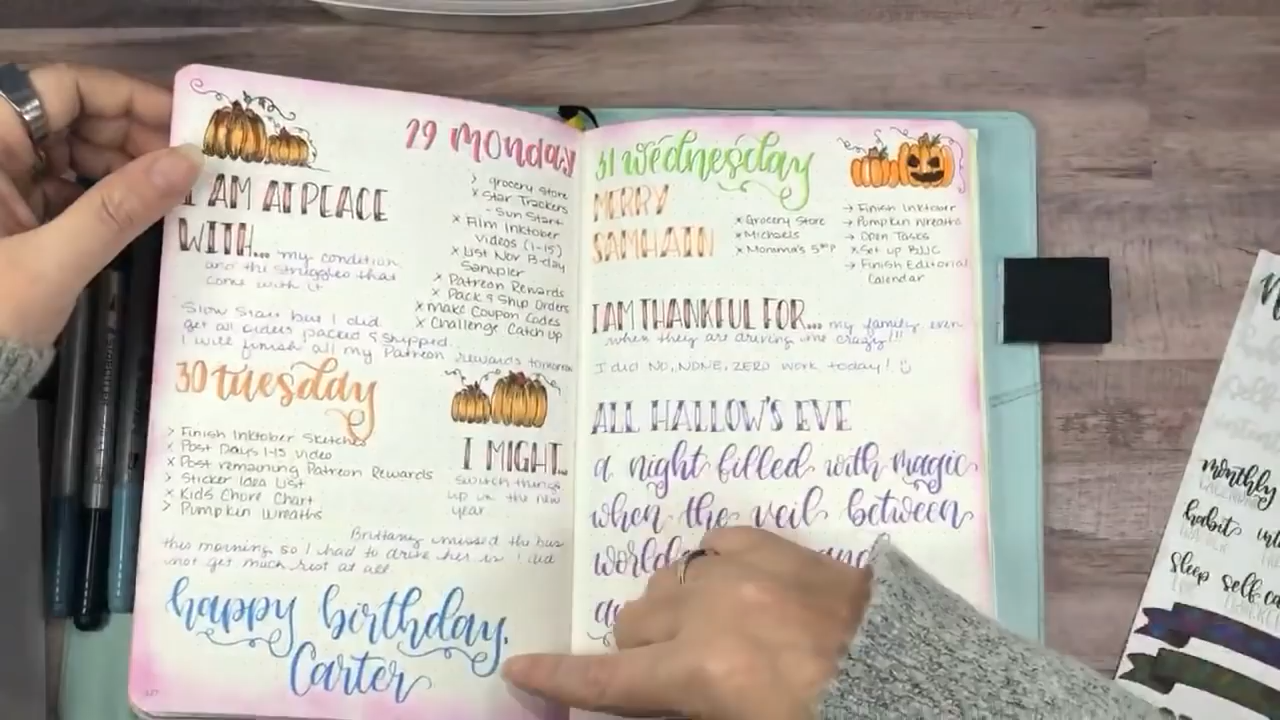 29 Monday
> grocery store
x Star Trackers
- Sun Start
x Film Inktober
Videos (1-15)
x List Nov B-day
Sampler
x Patreon Rewards
x Pack & Ship Orders
x Make Coupon Codes
x Challenge Catch up
I AM AT PEACE
WITH... my condition
and the struggles that
come with it
Slow Start but I did
get all orders packed & shipped.
I will finish all my Patreon Rewards tomorrow
30 tuesday
> Finish Inktober Sketches
x Post Days 1-15 Video
x Post remaining Patreon Rewards
> Sticker Idea List
x Kids Chore Chart
> Pumpkin Wreaths
I MIGHT...
switch things
up in the new
year
Brittany missed the bus
this morning so I had to drive her in. I did
not get much rest at all.
happy birthday,
Carter
31 wednesday
MERRY
SAMHAIN
x Grocery Store
x Michaels
x Momma's 5
→ Finish Inktober
→ Pumpkin Wreaths
→ Open Tasks
x Set up
→ Finish Editorial
Calendar
I AM THANKFUL FOR... my family even
when they are driving me crazy!!!
I did NO, NONE, ZERO work today!
ALL HALLOW'S EVE
a night filled with magic
when the veil between
and
monthly
habit
sleep self-ca